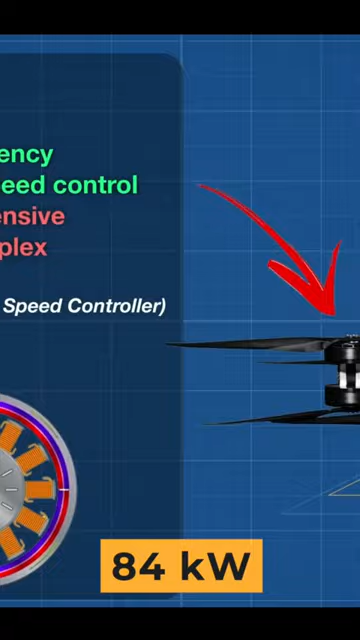 ency
eed control
ensive
plex
Speed Controller)
84 kW